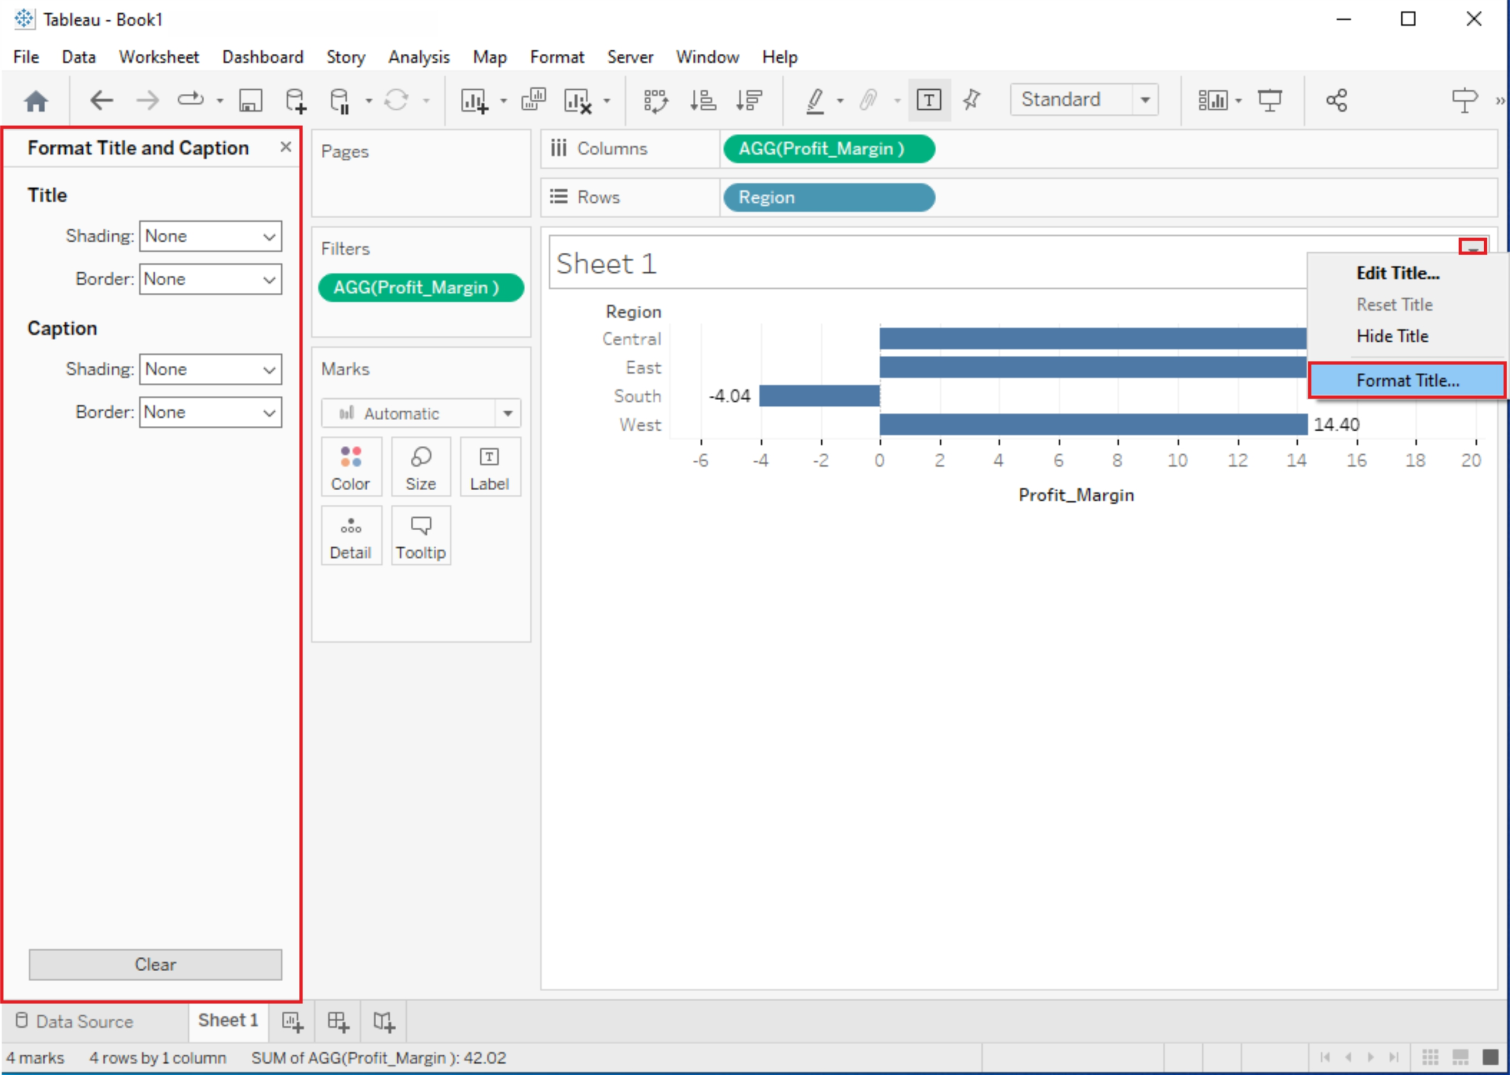 Tableau - Book1
File Data Worksheet Dashboard Story Analysis Map Format Server Window Help
Standard
Format Title and Caption
Title
Shading: None
Border: None
Caption
Shading: None
Border: None
Clear
Pages
Filters
AGG(Profit_Margin )
Marks
Automatic
Color Size Label
Detail Tooltip
Columns AGG(Profit_Margin )
Rows Region
Sheet 1
Edit Title...
Reset Title
Hide Title
Format Title...
Region
Central
East
South -4.04
West 14.40
-6 -4 -2 0 2 4 6 8 10 12 14 16 18 20
Profit_Margin
Data Source Sheet 1
4 marks 4 rows by 1 column SUM of AGG(Profit_Margin ): 42.02